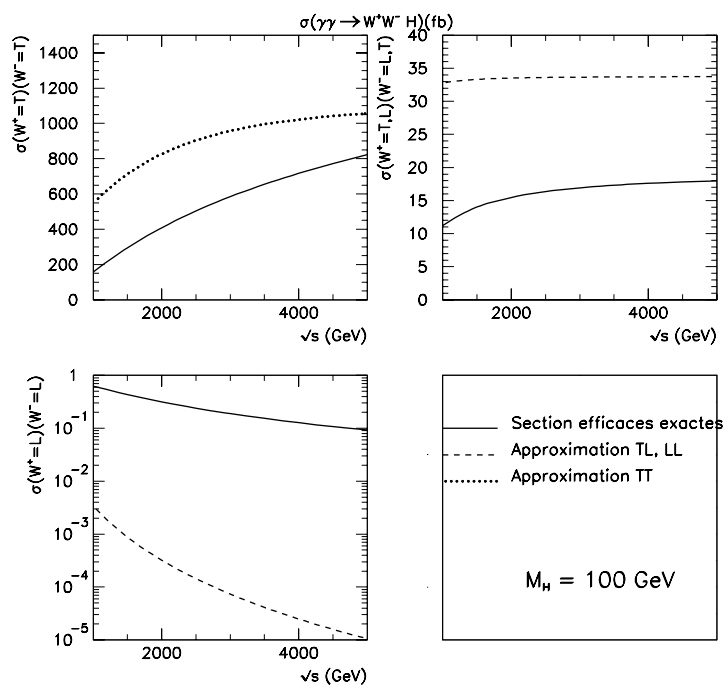 σ(γγ → W⁺W⁻ H)(fb)
σ(W⁺=T)(W⁻=T)
1400
1200
1000
800
600
400
200
0
2000
4000
√s (GeV)
σ(W⁺=T,L)(W⁻=L,T)
40
35
30
25
20
15
10
5
0
2000
4000
√s (GeV)
σ(W⁺=L)(W⁻=L)
1
10⁻¹
10⁻²
10⁻³
10⁻⁴
10⁻⁵
2000
4000
√s (GeV)
Section efficaces exactes
Approximation TL, LL
Approximation TT
M_H = 100 GeV